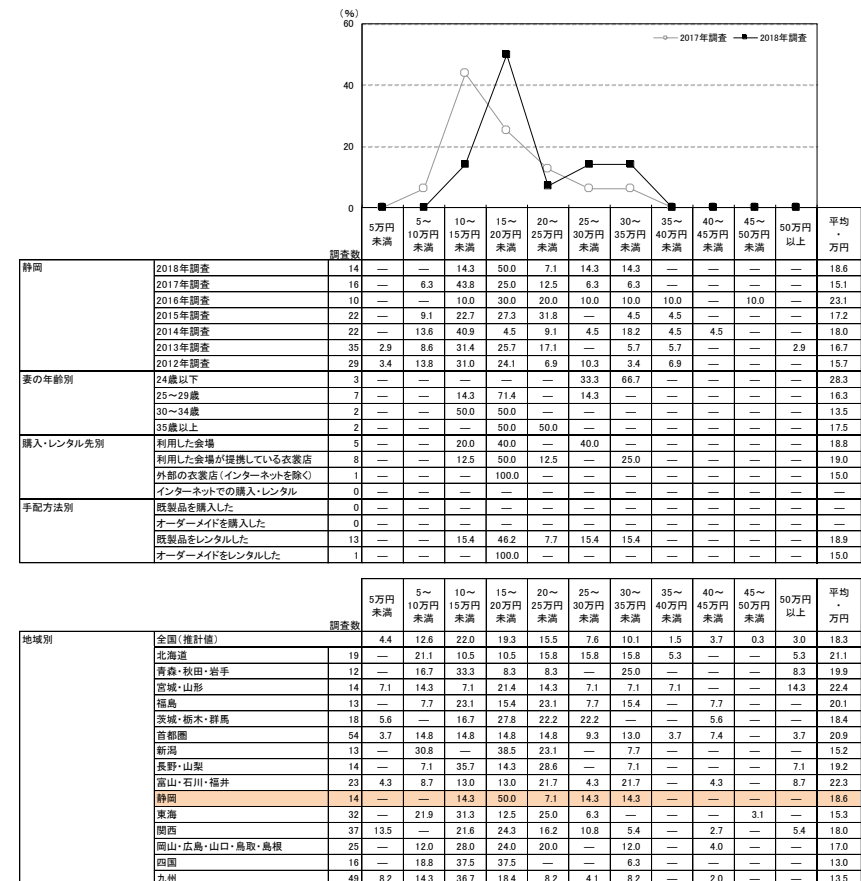 （%）
60
2017年調査 2018年調査
40
20
0
調査数 5万円未満 5～10万円未満 10～15万円未満 15～20万円未満 20～25万円未満 25～30万円未満 30～35万円未満 35～40万円未満 40～45万円未満 45～50万円未満 50万円以上 平均・万円
静岡 2018年調査 14 — — 14.3 50.0 7.1 14.3 14.3 — — — — 18.6
2017年調査 16 — 6.3 43.8 25.0 12.5 6.3 6.3 — — — — 15.1
2016年調査 10 — — 10.0 30.0 20.0 10.0 10.0 10.0 — 10.0 — 23.1
2015年調査 22 — 9.1 22.7 27.3 31.8 — 4.5 4.5 — — — 17.2
2014年調査 22 — 13.6 40.9 4.5 9.1 4.5 18.2 4.5 4.5 — — 18.0
2013年調査 35 2.9 8.6 31.4 25.7 17.1 — 5.7 5.7 — — 2.9 16.7
2012年調査 29 3.4 13.8 31.0 24.1 6.9 10.3 3.4 6.9 — — — 15.7
妻の年齢別 24歳以下 3 — — — — — 33.3 66.7 — — — — 28.3
25～29歳 7 — — 14.3 71.4 — 14.3 — — — — — 16.3
30～34歳 2 — — 50.0 50.0 — — — — — — — 13.5
35歳以上 2 — — — 50.0 50.0 — — — — — — 17.5
購入・レンタル先別 利用した会場 5 — — 20.0 40.0 — 40.0 — — — — — 18.8
利用した会場が提携している衣裳店 8 — — 12.5 50.0 12.5 — 25.0 — — — — 19.0
外部の衣裳店（インターネットを除く） 1 — — — 100.0 — — — — — — — 15.0
インターネットでの購入・レンタル 0 — — — — — — — — — — — —
手配方法別 既製品を購入した 0 — — — — — — — — — — — —
オーダーメイドを購入した 0 — — — — — — — — — — — —
既製品をレンタルした 13 — — 15.4 46.2 7.7 15.4 15.4 — — — — 18.9
オーダーメイドをレンタルした 1 — — — 100.0 — — — — — — — 15.0
調査数 5万円未満 5～10万円未満 10～15万円未満 15～20万円未満 20～25万円未満 25～30万円未満 30～35万円未満 35～40万円未満 40～45万円未満 45～50万円未満 50万円以上 平均・万円
地域別 全国（推計値） 4.4 12.6 22.0 19.3 15.5 7.6 10.1 1.5 3.7 0.3 3.0 18.3
北海道 19 — 21.1 10.5 10.5 15.8 15.8 15.8 5.3 — — 5.3 21.1
青森・秋田・岩手 12 — 16.7 33.3 8.3 8.3 — 25.0 — — — 8.3 19.9
宮城・山形 14 7.1 14.3 7.1 21.4 14.3 7.1 7.1 7.1 — — 14.3 22.4
福島 13 — 7.7 23.1 15.4 23.1 7.7 15.4 — 7.7 — — 20.1
茨城・栃木・群馬 18 5.6 — 16.7 27.8 22.2 22.2 — — 5.6 — — 18.4
首都圏 54 3.7 14.8 14.8 14.8 14.8 9.3 13.0 3.7 7.4 — 3.7 20.9
新潟 13 — 30.8 — 38.5 23.1 — 7.7 — — — — 15.2
長野・山梨 14 — 7.1 35.7 14.3 28.6 — 7.1 — — — 7.1 19.2
富山・石川・福井 23 4.3 8.7 13.0 13.0 21.7 4.3 21.7 — 4.3 — 8.7 22.3
静岡 14 — — 14.3 50.0 7.1 14.3 14.3 — — — — 18.6
東海 32 — 21.9 31.3 12.5 25.0 6.3 — — — 3.1 — 15.3
関西 37 13.5 — 21.6 24.3 16.2 10.8 5.4 — 2.7 — 5.4 18.0
岡山・広島・山口・鳥取・島根 25 — 12.0 28.0 24.0 20.0 — 12.0 — 4.0 — — 17.0
四国 16 — 18.8 37.5 37.5 — — 6.3 — — — — 13.0
九州 49 8.2 14.3 36.7 18.4 8.2 4.1 8.2 — 2.0 — — 13.5